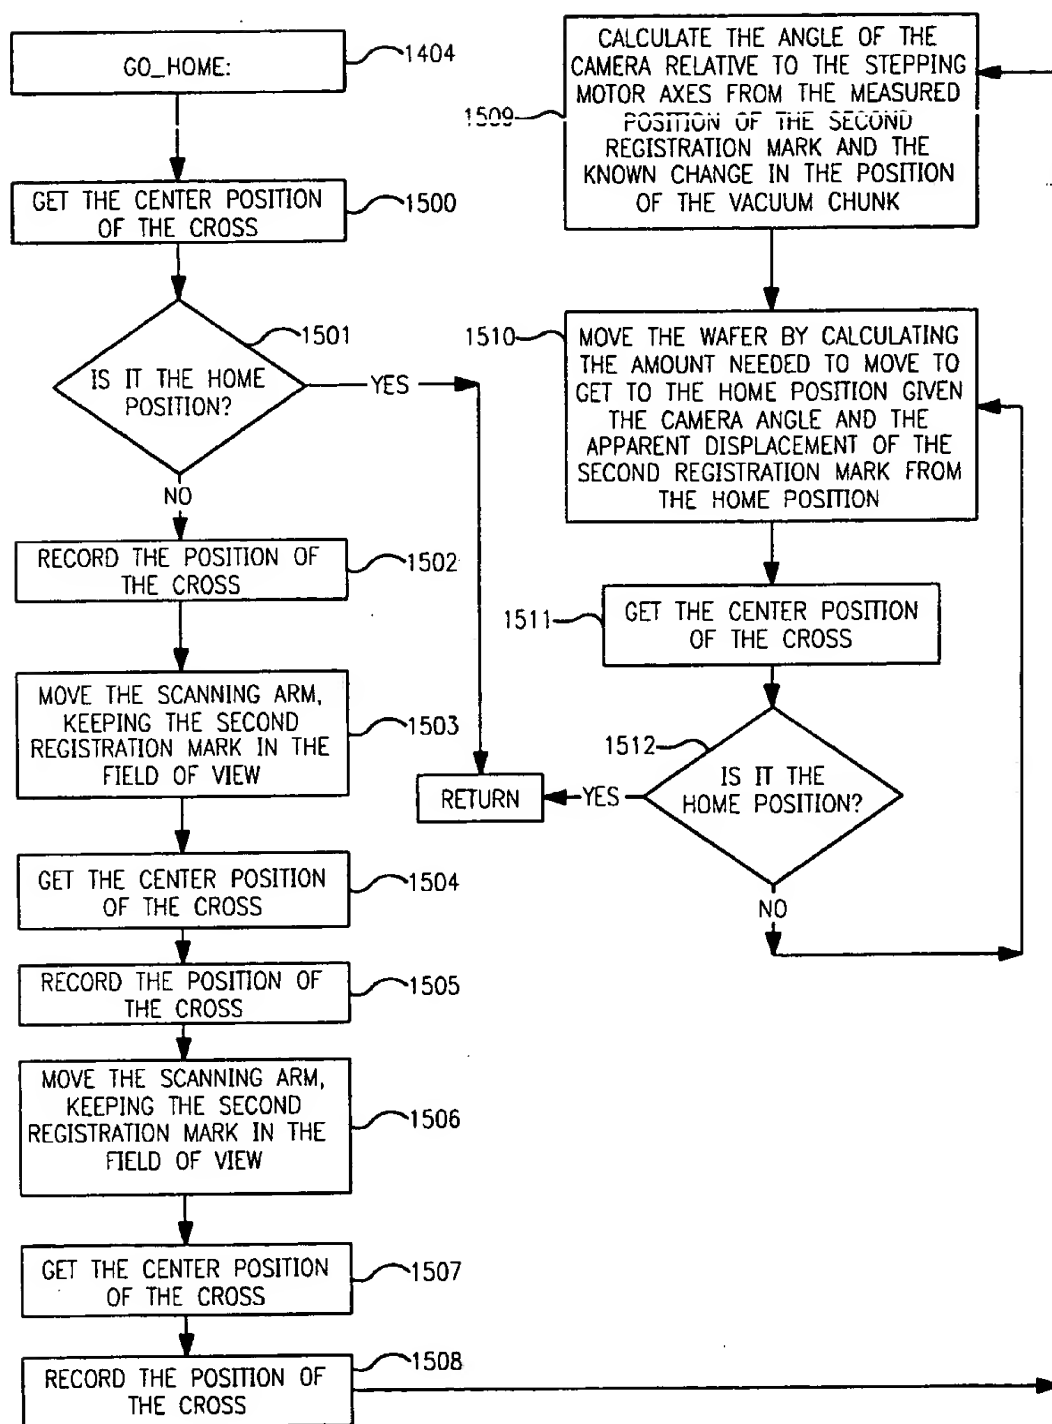 GO_HOME:
1404
GET THE CENTER POSITION
OF THE CROSS
1500
1501
IS IT THE HOME
POSITION?
YES
NO
RECORD THE POSITION OF
THE CROSS
1502
MOVE THE SCANNING ARM,
KEEPING THE SECOND
REGISTRATION MARK IN THE
FIELD OF VIEW
1503
GET THE CENTER POSITION
OF THE CROSS
1504
RECORD THE POSITION OF
THE CROSS
1505
MOVE THE SCANNING ARM,
KEEPING THE SECOND
REGISTRATION MARK IN THE
FIELD OF VIEW
1506
GET THE CENTER POSITION
OF THE CROSS
1507
RECORD THE POSITION OF
THE CROSS
1508
CALCULATE THE ANGLE OF THE
CAMERA RELATIVE TO THE STEPPING
MOTOR AXES FROM THE MEASURED
POSITION OF THE SECOND
REGISTRATION MARK AND THE
KNOWN CHANGE IN THE POSITION
OF THE VACUUM CHUNK
1509
1510
MOVE THE WAFER BY CALCULATING
THE AMOUNT NEEDED TO MOVE TO
GET TO THE HOME POSITION GIVEN
THE CAMERA ANGLE AND THE
APPARENT DISPLACEMENT OF THE
SECOND REGISTRATION MARK FROM
THE HOME POSITION
1511
GET THE CENTER POSITION
OF THE CROSS
1512
IS IT THE
HOME POSITION?
YES
RETURN
NO